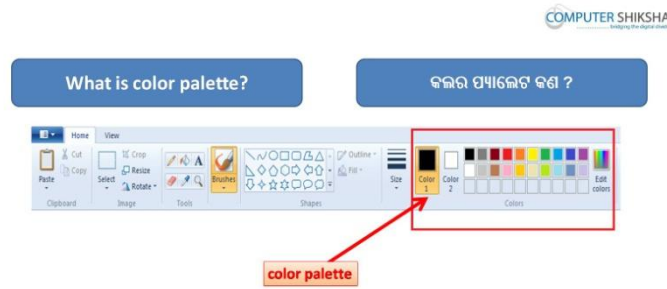 COMPUTER SHIKSHA
What is color palette?
କଲର ପ୍ୟାଲେଟ କଣ ?
Home View
Cut
Copy
Paste
Clipboard
Crop
Resize
Rotate
Select
Image
A
Tools
Brushes
Outline
Fill
Shapes
Size
Color 1
Color 2
Edit colors
Colors
color palette